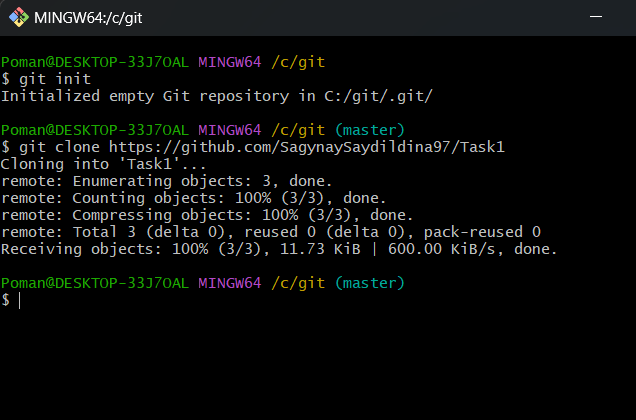 MINGW64:/c/git
Poman@DESKTOP-33J7OAL MINGW64 /c/git
$ git init
Initialized empty Git repository in C:/git/.git/
Poman@DESKTOP-33J7OAL MINGW64 /c/git (master)
$ git clone https://github.com/SagynaySaydildina97/Task1
Cloning into 'Task1'...
remote: Enumerating objects: 3, done.
remote: Counting objects: 100% (3/3), done.
remote: Compressing objects: 100% (3/3), done.
remote: Total 3 (delta 0), reused 0 (delta 0), pack-reused 0
Receiving objects: 100% (3/3), 11.73 KiB | 600.00 KiB/s, done.
Poman@DESKTOP-33J7OAL MINGW64 /c/git (master)
$